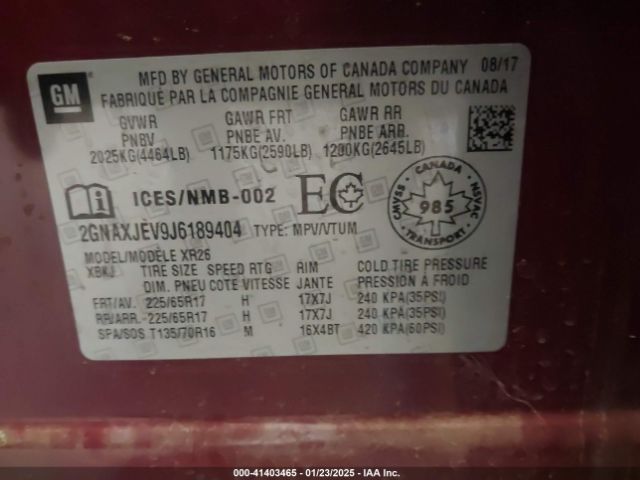 GM
MFD BY GENERAL MOTORS OF CANADA COMPANY 08/17
FABRIQUÉ PAR LA COMPAGNIE GENERAL MOTORS DU CANADA
GVWR GAWR FRT GAWR RR
PNBV PNBE AV. PNBE ARR.
2025KG(4464LB) 1175KG(2590LB) 1200KG(2645LB)
ICES/NMB-002 EC
CANADA
CMVSS 985 NSVAC
TRANSPORT
2GNAXJEV9J6189404 TYPE: MPV/VTUM
MODEL/MODÈLE XR26
XBKJ TIRE SIZE SPEED RTG RIM COLD TIRE PRESSURE
DIM. PNEU COTE VITESSE JANTE PRESSION À FROID
FRT/AV. 225/65R17 H 17X7J 240 KPA(35PSI)
RR/ARR. 225/65R17 H 17X7J 240 KPA(35PSI)
SPA/SOS T135/70R16 M 16X4BT 420 KPA(60PSI)
000-41403465 - 01/23/2025 - IAA Inc.